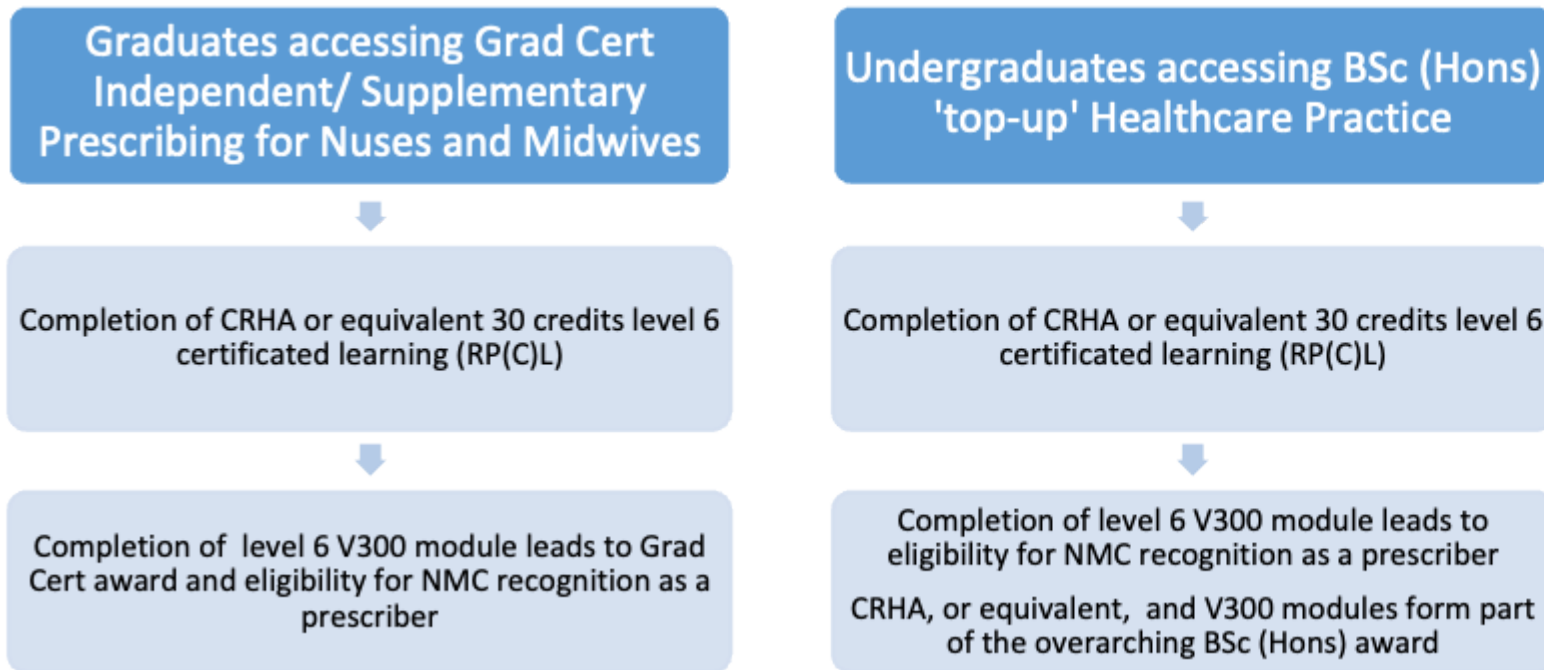 Graduates accessing Grad Cert
Independent/ Supplementary
Prescribing for Nuses and Midwives
Completion of CRHA or equivalent 30 credits level 6
certificated learning (RP(C)L)
Completion of  level 6 V300 module leads to Grad
Cert award and eligibility for NMC recognition as a
prescriber
Undergraduates accessing BSc (Hons)
'top-up' Healthcare Practice
Completion of CRHA or equivalent 30 credits level 6
certificated learning (RP(C)L)
Completion of level 6 V300 module leads to
eligibility for NMC recognition as a prescriber
CRHA, or equivalent,  and V300 modules form part
of the overarching BSc (Hons) award